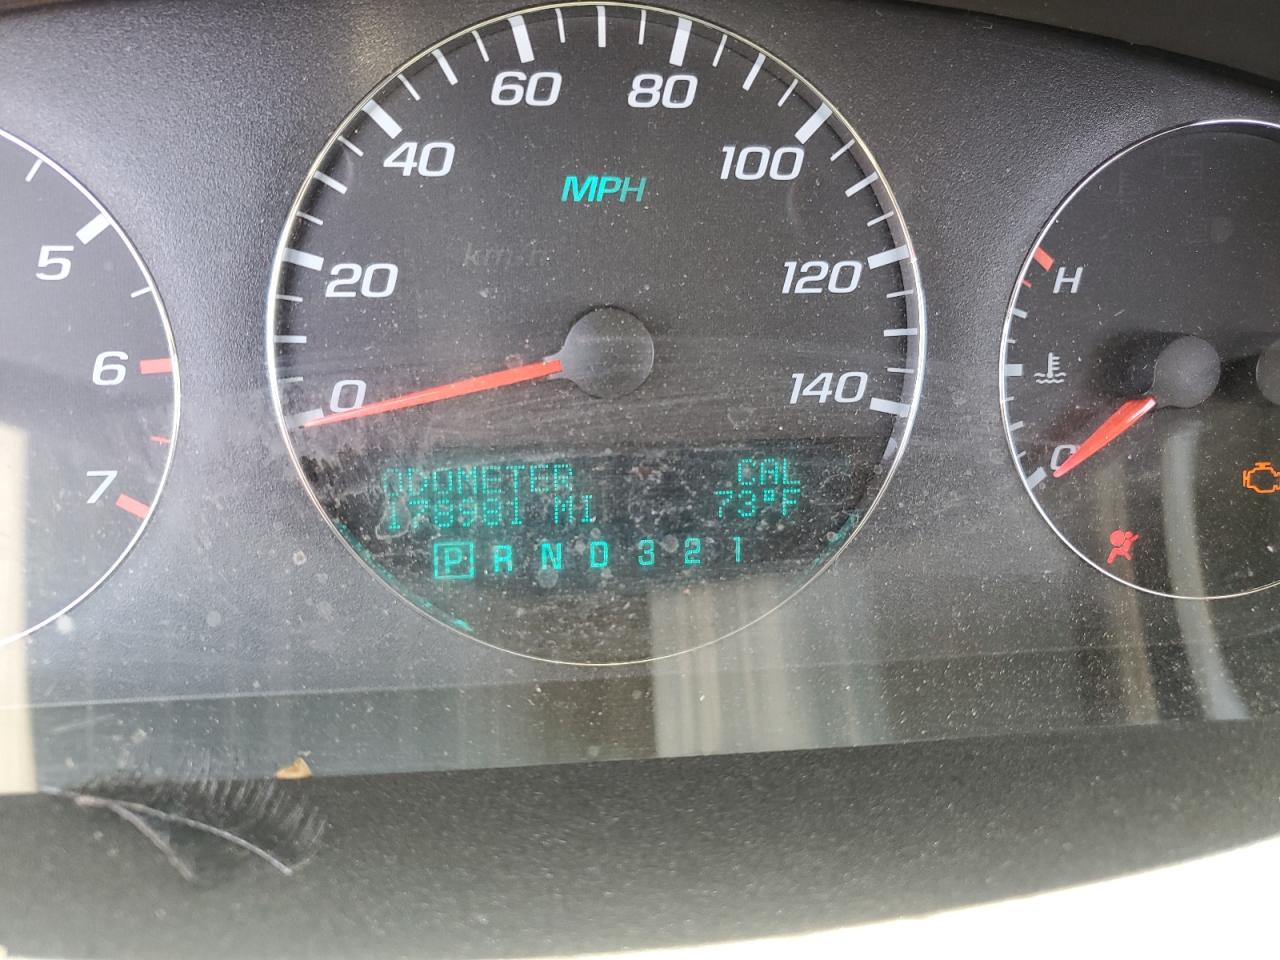 60 80
40 100
MPH
km/h
5 20 120 H
6 0 140
ODOMETER CAL
7 178981 MI 73°F
P R N D 3 2 1